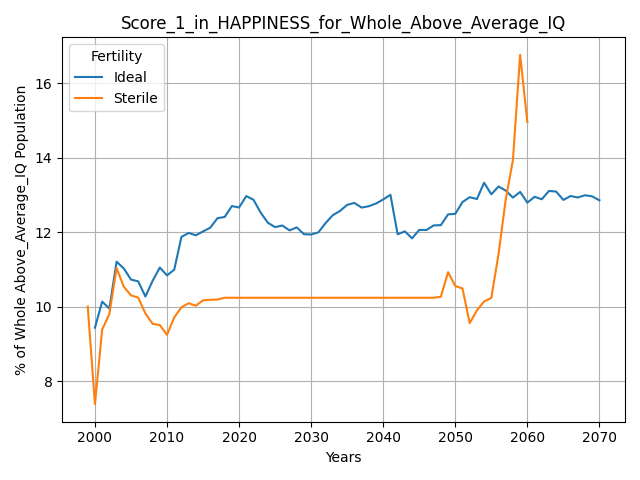 Score_1_in_HAPPINESS_for_Whole_Above_Average_IQ
% of Whole Above_Average_IQ Population
Fertility
Ideal
Sterile
16
14
12
10
8
2000 2010 2020 2030 2040 2050 2060 2070
Years